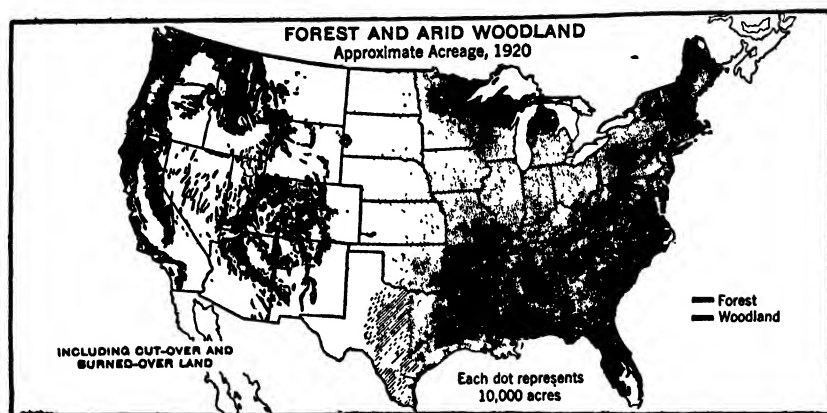 FOREST AND ARID WOODLAND
Approximate Acreage, 1920
Forest
Woodland
INCLUDING CUT-OVER AND
BURNED-OVER LAND
Each dot represents
10,000 acres